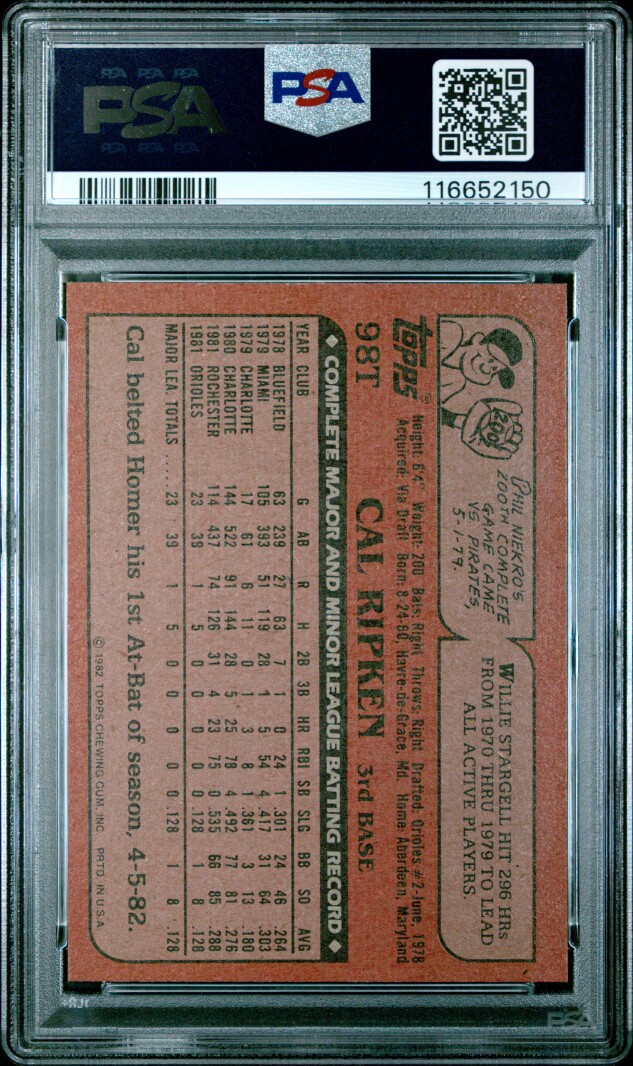 PSA PSA PSA
PSA
PSA PSA PSA
PSA
116652150
PHIL NIEKRO'S
200TH COMPLETE
GAME CAME
VS. PIRATES,
5-1-79.
200
WILLIE STARGELL HIT 296 HRs
FROM 1970 THRU 1979 TO LEAD
ALL ACTIVE PLAYERS.
topps®
98T CAL RIPKEN 3rd BASE
Height: 6'4" Weight: 200 Bats: Right Throws: Right Drafted: Orioles #2-June, 1978
Acquired: Via Draft Born: 8-24-60, Havre-de-Grace, Md. Home: Aberdeen, Maryland
◆ COMPLETE MAJOR AND MINOR LEAGUE BATTING RECORD ◆
YEAR CLUB G AB R H 2B 3B HR RBI SB SLG BB SO AVG
1978 BLUEFIELD 63 239 27 63 7 1 0 24 1 .301 24 46 .264
1979 MIAMI 105 393 51 119 28 1 5 54 4 .417 31 64 .303
1979 CHARLOTTE 17 61 6 11 0 1 3 8 1 .361 3 13 .180
1980 CHARLOTTE 144 522 91 144 28 5 25 78 4 .492 77 81 .276
1981 ROCHESTER 114 437 74 126 31 4 23 75 0 .535 66 85 .288
1981 ORIOLES 23 39 1 5 0 0 0 0 0 .128 1 8 .128
MAJOR LEA. TOTALS ..... 23 39 1 5 0 0 0 0 0 .128 1 8 .128
Cal belted Homer his 1st At-Bat of season, 4-5-82.
© 1982 TOPPS CHEWING GUM, INC. PRTD. IN U.S.A.
PSA